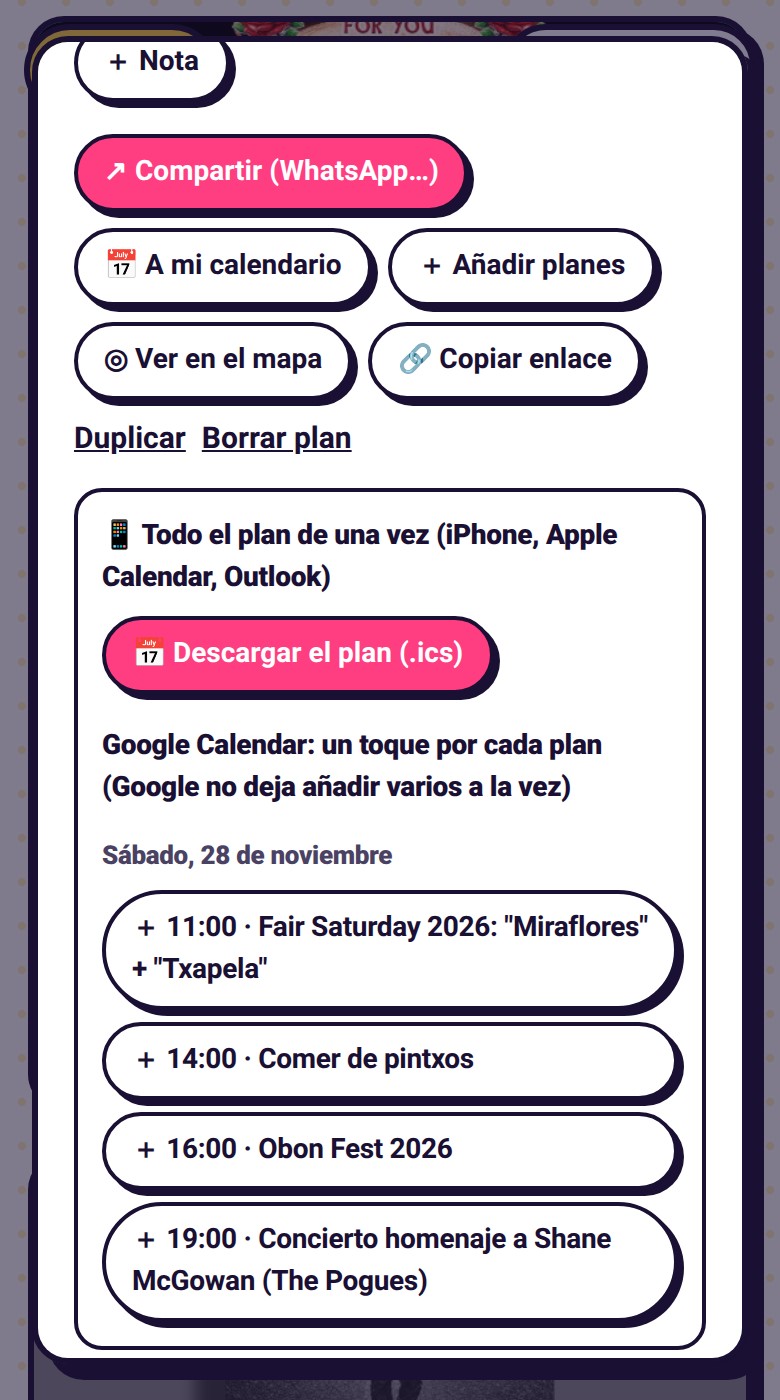 FOR YOU
+ Nota
↗ Compartir (WhatsApp…)
📅 A mi calendario
+ Añadir planes
◎ Ver en el mapa
🔗 Copiar enlace
Duplicar Borrar plan
📱 Todo el plan de una vez (iPhone, Apple
Calendar, Outlook)
📅 Descargar el plan (.ics)
Google Calendar: un toque por cada plan
(Google no deja añadir varios a la vez)
Sábado, 28 de noviembre
+ 11:00 · Fair Saturday 2026: "Miraflores"
+ "Txapela"
+ 14:00 · Comer de pintxos
+ 16:00 · Obon Fest 2026
+ 19:00 · Concierto homenaje a Shane
McGowan (The Pogues)